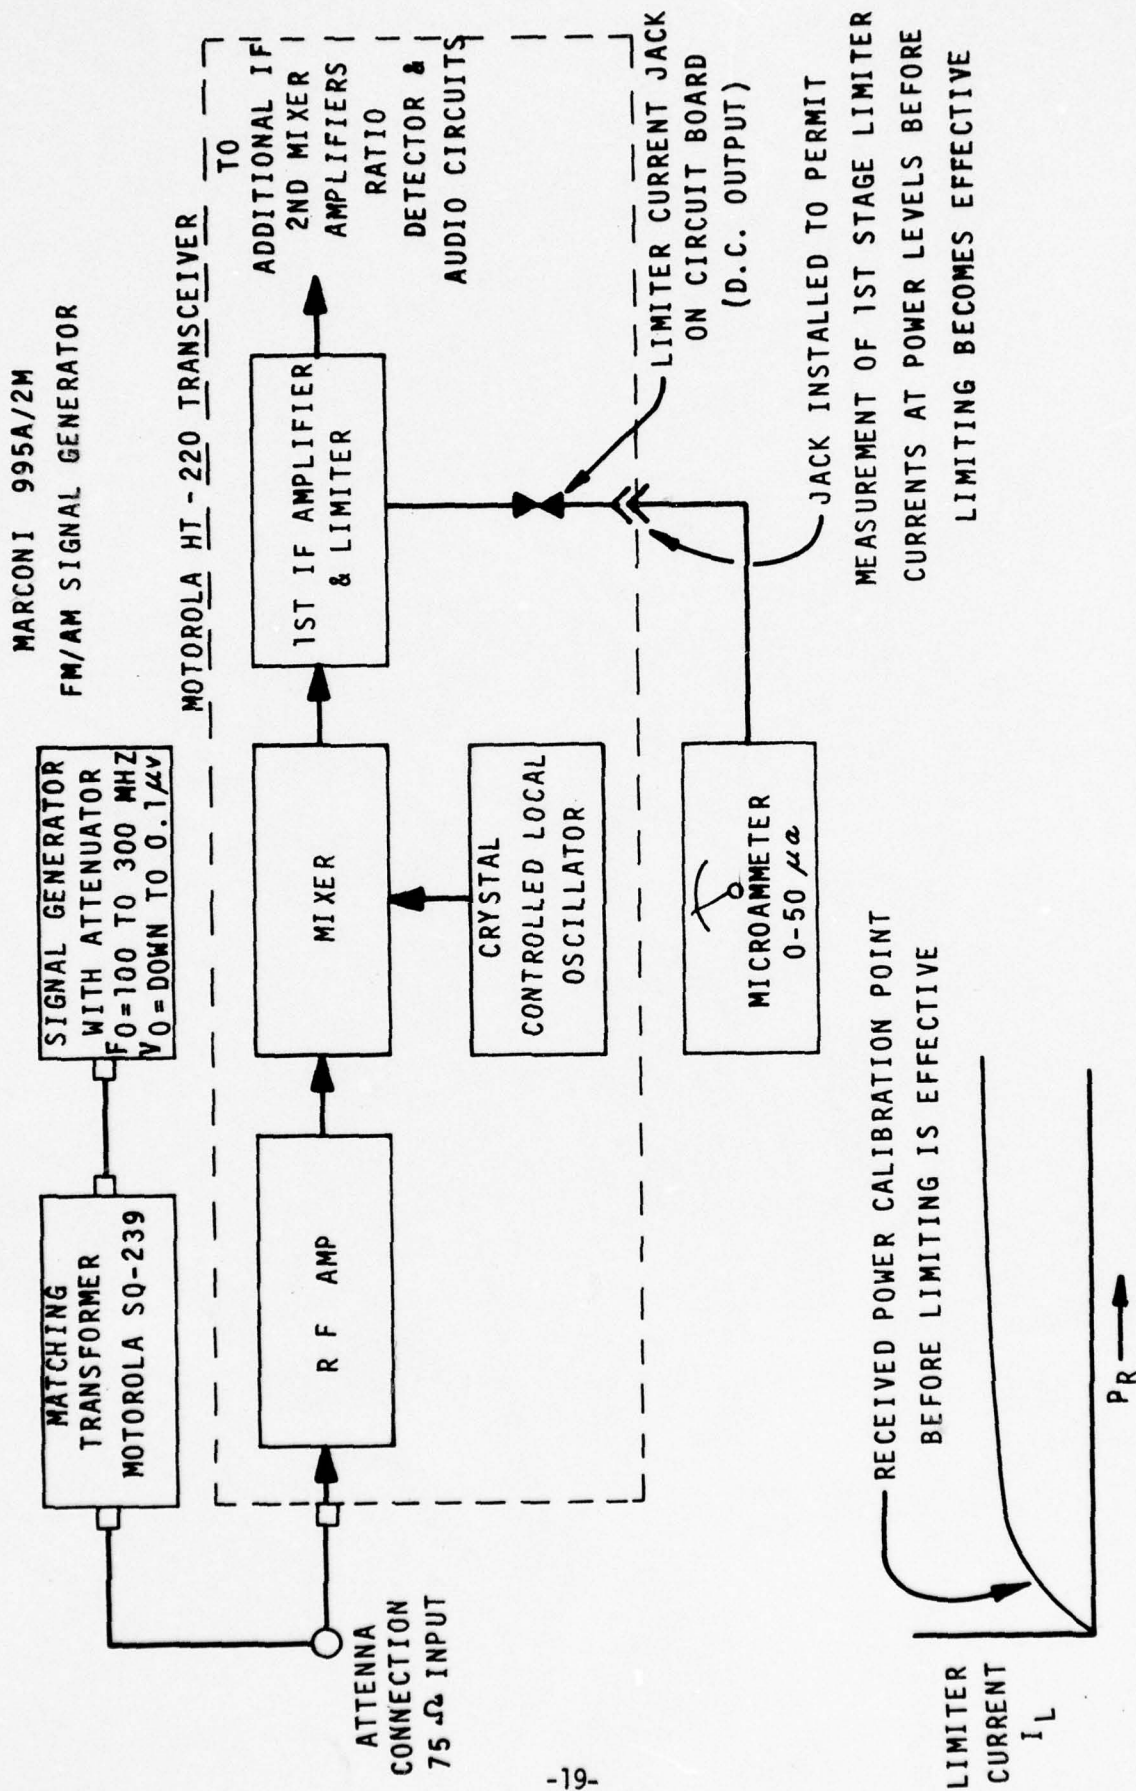 MARCONI 995A/2M
FM/AM SIGNAL GENERATOR
MATCHING
TRANSFORMER
MOTOROLA SQ-239
SIGNAL GENERATOR
WITH ATTENUATOR
FO=100 TO 300 MHZ
VO=DOWN TO 0.1μv
MOTOROLA HT-220 TRANSCEIVER
ATTENNA
CONNECTION
75 Ω INPUT
RF AMP
MIXER
1ST IF AMPLIFIER
& LIMITER
TO
ADDITIONAL IF
2ND MIXER
AMPLIFIERS
RATIO
DETECTOR &
AUDIO CIRCUITS
CRYSTAL
CONTROLLED LOCAL
OSCILLATOR
LIMITER CURRENT JACK
ON CIRCUIT BOARD
(D.C. OUTPUT)
MICROAMMETER
0-50 μa
JACK INSTALLED TO PERMIT
MEASUREMENT OF 1ST STAGE LIMITER
CURRENTS AT POWER LEVELS BEFORE
LIMITING BECOMES EFFECTIVE
RECEIVED POWER CALIBRATION POINT
BEFORE LIMITING IS EFFECTIVE
LIMITER
CURRENT
IL
PR
-19-